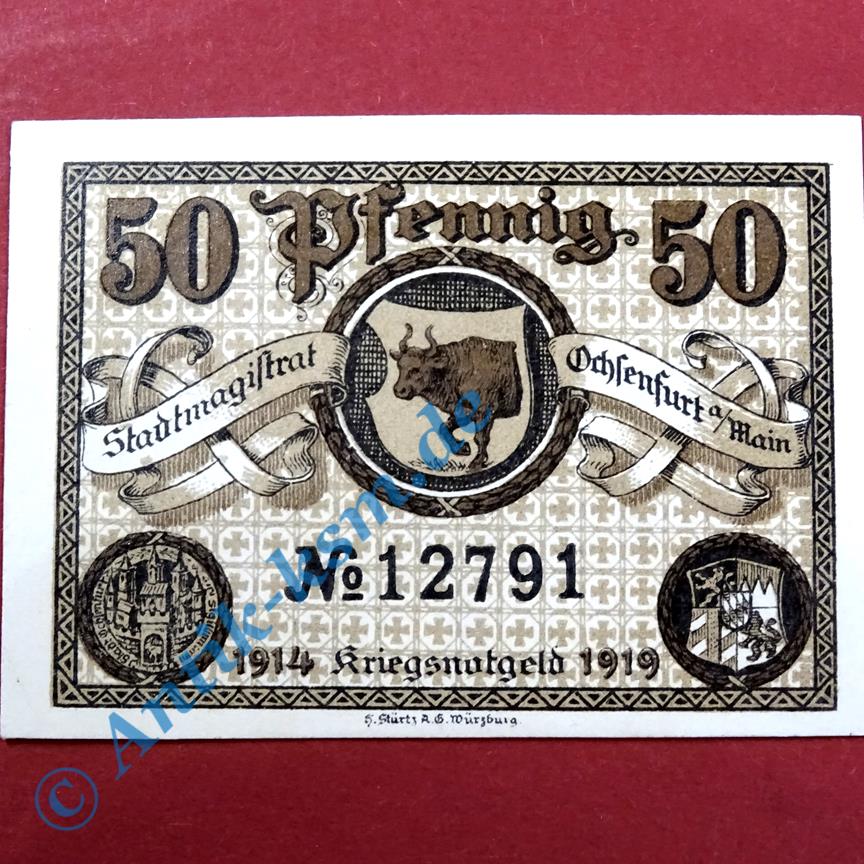 50 Pfennig 50
Stadtmagistrat
Ochsenfurt a/Main
№ 12791
1914 Kriegsnotgeld 1919
H. Stürtz A.G. Würzburg.
© Antik-ksm.de